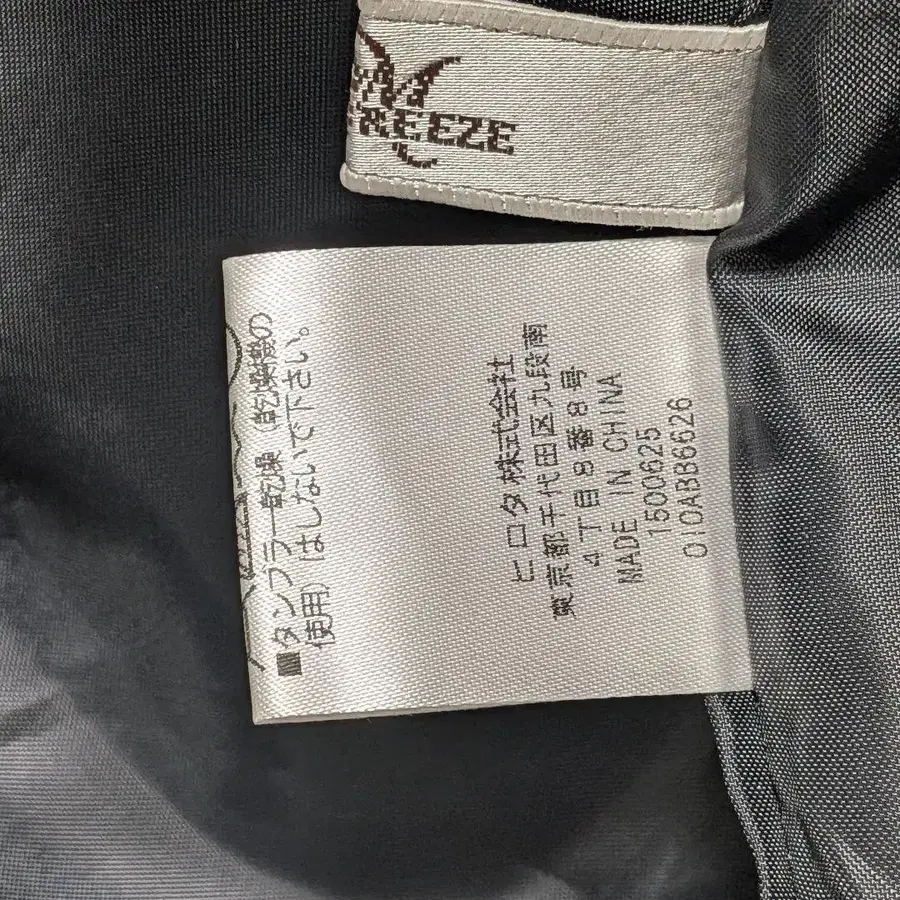 REEZE
■タンブラー乾燥(乾燥機の
使用)はしないで下さい。
ヒロタ株式会社
東京都千代田区九段南
4丁目8番8号
MADE IN CHINA
1500625
010ABB6626